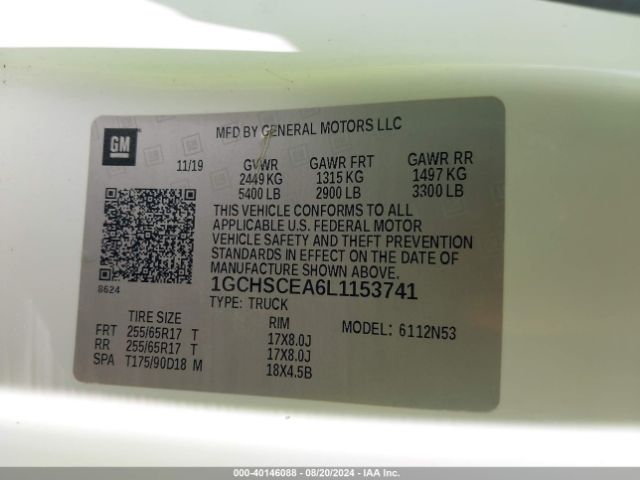 GM
MFD BY GENERAL MOTORS LLC
11/19 GVWR GAWR FRT GAWR RR
2449 KG 1315 KG 1497 KG
5400 LB 2900 LB 3300 LB
THIS VEHICLE CONFORMS TO ALL
APPLICABLE U.S. FEDERAL MOTOR
VEHICLE SAFETY AND THEFT PREVENTION
STANDARDS IN EFFECT ON THE DATE OF
MANUFACTURE SHOWN ABOVE.
8624
1GCHSCEA6L1153741
TYPE: TRUCK
TIRE SIZE RIM MODEL: 6112N53
FRT 255/65R17 T 17X8.0J
RR 255/65R17 T 17X8.0J
SPA T175/90D18 M 18X4.5B
Stock #: 40146088 - 08/20/2024 - IAA Inc.